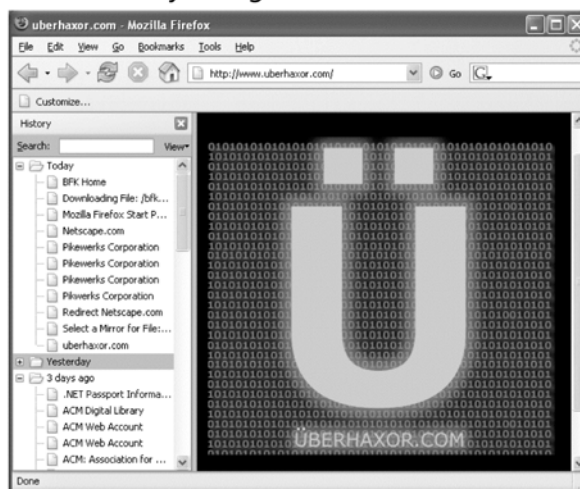 uberhaxor.com - Mozilla Firefox
File Edit View Go Bookmarks Tools Help
http://www.uberhaxor.com/ Go G
Customize...
History
Search: View
Today
BFK Home
Downloading File: /bfk...
Mozilla Firefox Start P...
Netscape.com
Pikewerks Corporation
Pikewerks Corporation
Pikewerks Corporation
Pikwerks Corporation
Redirect Netscape.com
Select a Mirror for File:...
uberhaxor.com
Yesterday
3 days ago
.NET Passport Informa...
ACM Digital Library
ACM Web Account
ACM Web Account
ACM: Association for ...
Ü
ÜBERHAXOR.COM
Done